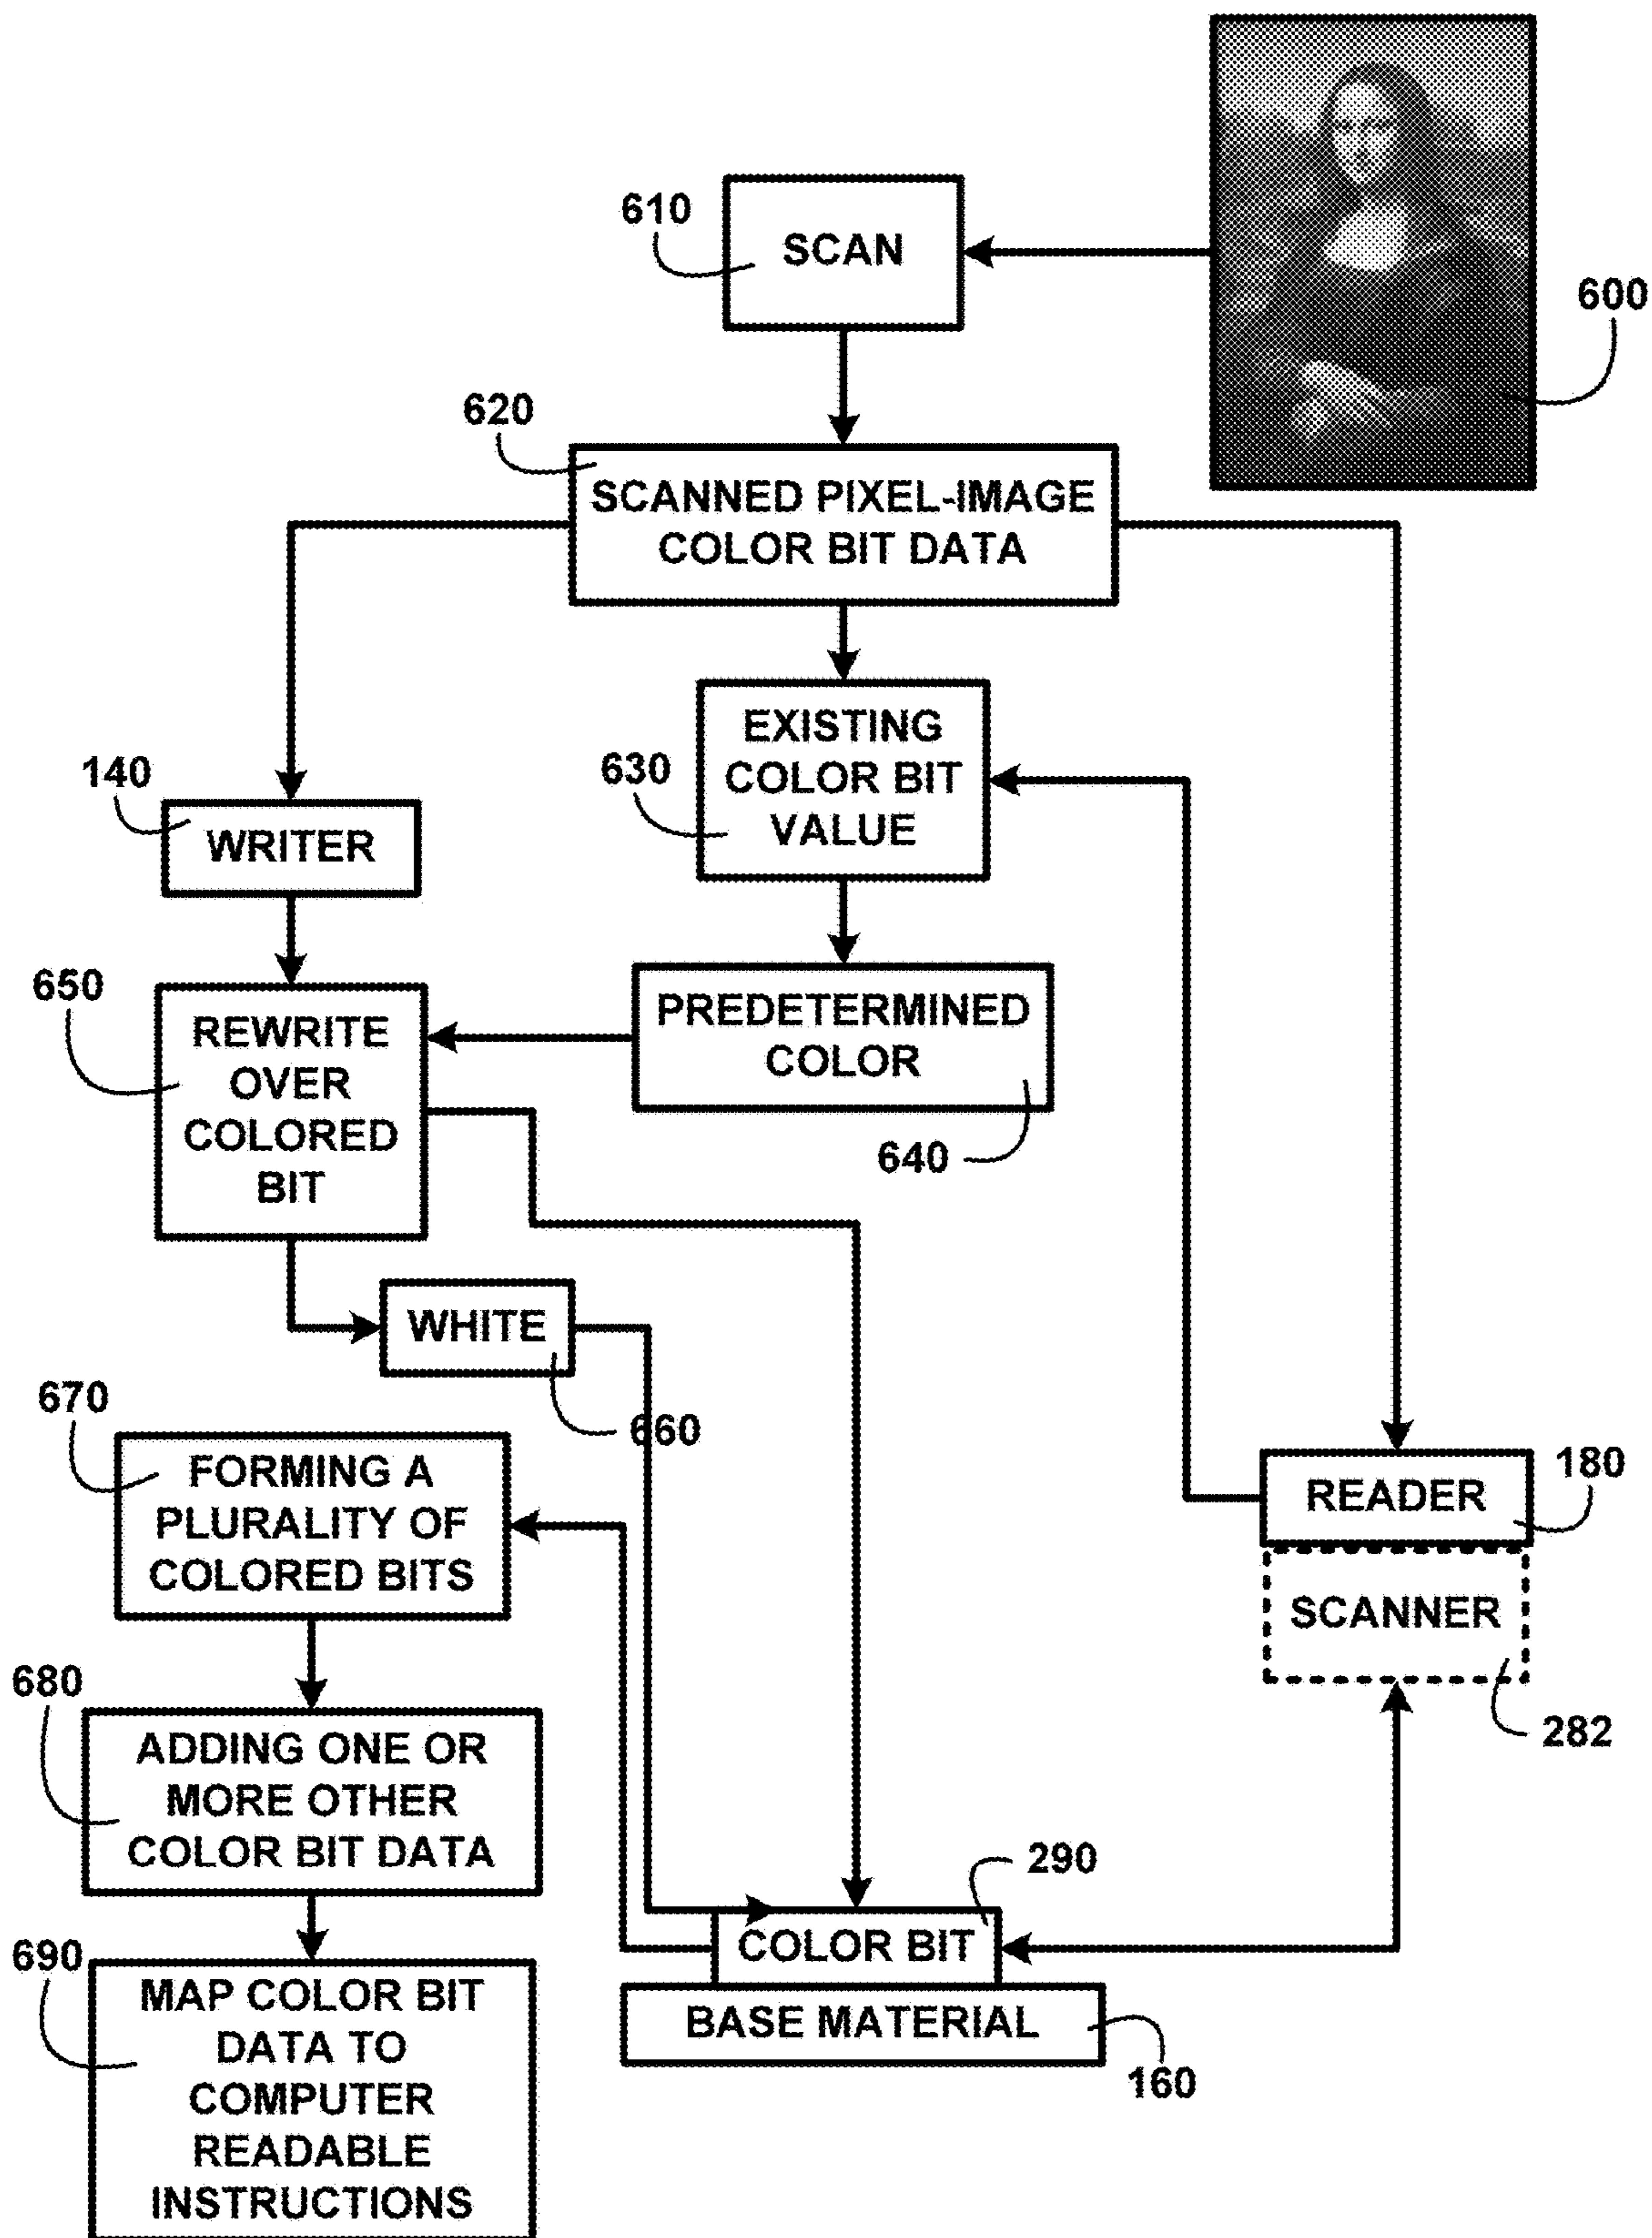 610
SCAN
600
620
SCANNED PIXEL-IMAGE
COLOR BIT DATA
140
WRITER
630
EXISTING
COLOR BIT
VALUE
650
REWRITE
OVER
COLORED
BIT
PREDETERMINED
COLOR
640
WHITE
660
670
FORMING A
PLURALITY OF
COLORED BITS
READER
180
SCANNER
282
680
ADDING ONE OR
MORE OTHER
COLOR BIT DATA
290
COLOR BIT
BASE MATERIAL
160
690
MAP COLOR BIT
DATA TO
COMPUTER
READABLE
INSTRUCTIONS